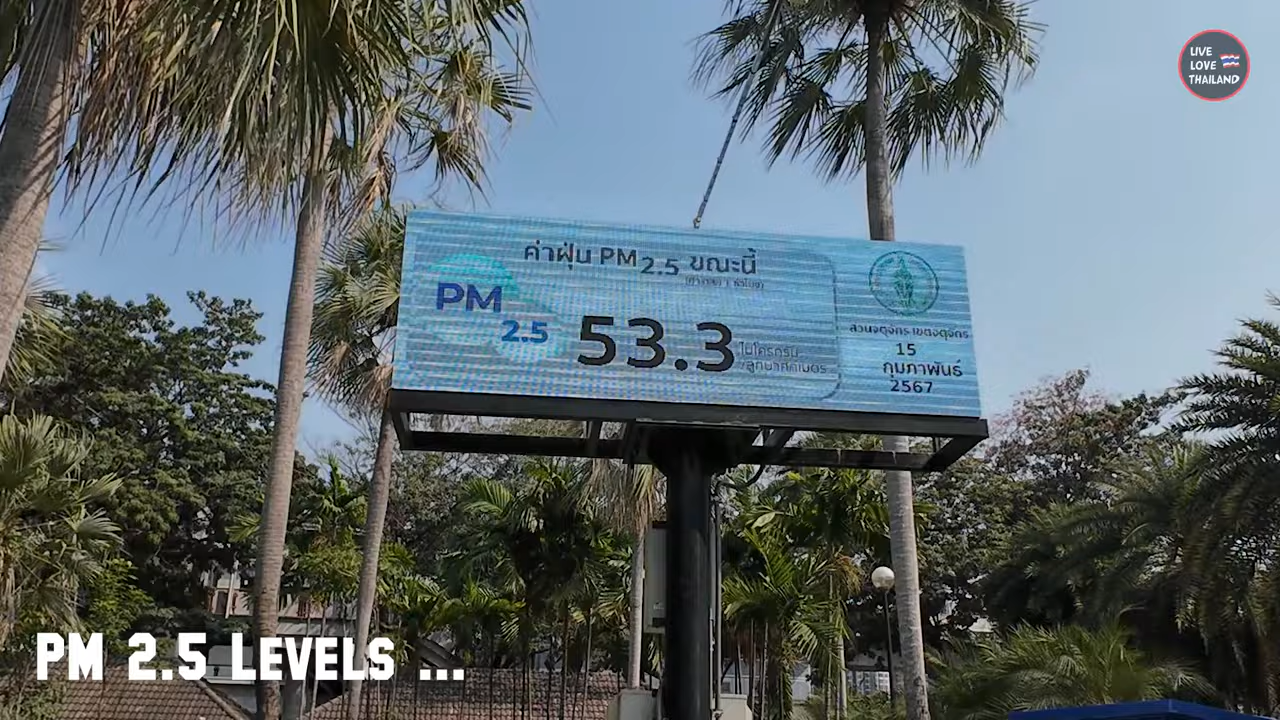 LIVE
LOVE
THAILAND
ค่าฝุ่น PM2.5 ขณะนี้
PM
2.5
53.3
ไมโครกรัม
/ลูกบาศก์เมตร
สวนจตุจักร เขตจตุจักร
15
กุมภาพันธ์
2567
PM 2.5 Levels ...